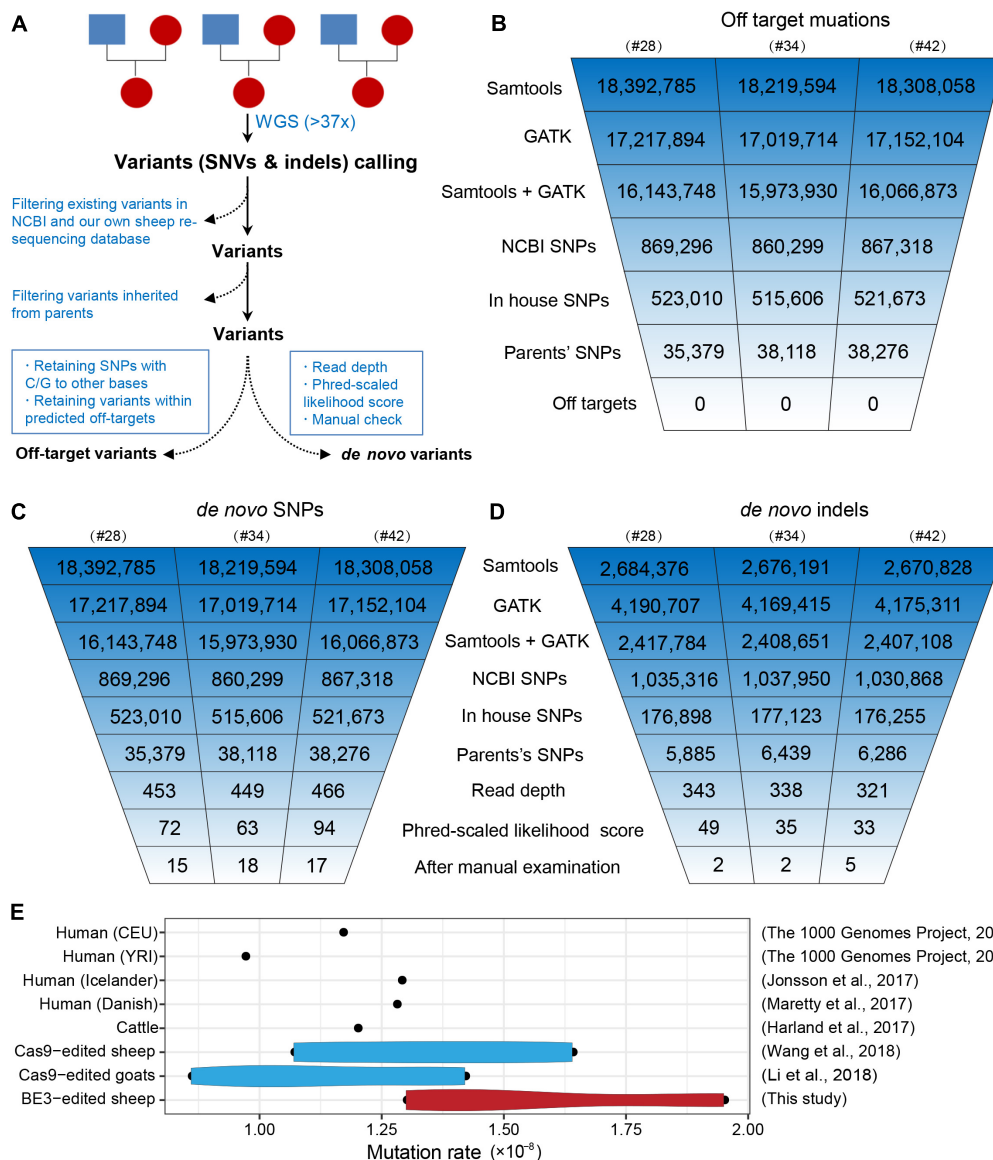 A
WGS (>37x)
Variants (SNVs & indels) calling
Filtering existing variants in
NCBI and our own sheep re-
sequencing database
Variants
Filtering variants inherited
from parents
Variants
· Retaining SNPs with
C/G to other bases
· Retaining variants within
predicted off-targets
· Read depth
· Phred-scaled
likelihood score
· Manual check
Off-target variants
de novo variants
B
Off target muations
(#28) (#34) (#42)
Samtools 18,392,785 18,219,594 18,308,058
GATK 17,217,894 17,019,714 17,152,104
Samtools + GATK 16,143,748 15,973,930 16,066,873
NCBI SNPs 869,296 860,299 867,318
In house SNPs 523,010 515,606 521,673
Parents' SNPs 35,379 38,118 38,276
Off targets 0 0 0
C
de novo SNPs
(#28) (#34) (#42)
18,392,785 18,219,594 18,308,058
17,217,894 17,019,714 17,152,104
16,143,748 15,973,930 16,066,873
869,296 860,299 867,318
523,010 515,606 521,673
35,379 38,118 38,276
453 449 466
72 63 94
15 18 17
D
de novo indels
(#28) (#34) (#42)
Samtools 2,684,376 2,676,191 2,670,828
GATK 4,190,707 4,169,415 4,175,311
Samtools + GATK 2,417,784 2,408,651 2,407,108
NCBI SNPs 1,035,316 1,037,950 1,030,868
In house SNPs 176,898 177,123 176,255
Parents's SNPs 5,885 6,439 6,286
Read depth 343 338 321
Phred-scaled likelihood score 49 35 33
After manual examination 2 2 5
E
Human (CEU) (The 1000 Genomes Project, 20
Human (YRI) (The 1000 Genomes Project, 20
Human (Icelander) (Jonsson et al., 2017)
Human (Danish) (Maretty et al., 2017)
Cattle (Harland et al., 2017)
Cas9−edited sheep (Wang et al., 2018)
Cas9−edited goats (Li et al., 2018)
BE3−edited sheep (This study)
1.00 1.25 1.50 1.75 2.00
Mutation rate (×10⁻⁸)